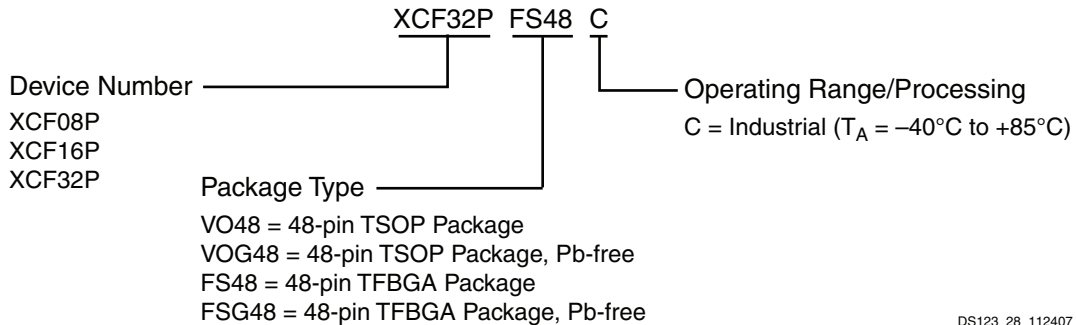 XCF32P FS48 C
Device Number
XCF08P
XCF16P
XCF32P
Package Type
VO48 = 48-pin TSOP Package
VOG48 = 48-pin TSOP Package, Pb-free
FS48 = 48-pin TFBGA Package
FSG48 = 48-pin TFBGA Package, Pb-free
Operating Range/Processing
C = Industrial (TA = –40°C to +85°C)
DS123_28_112407